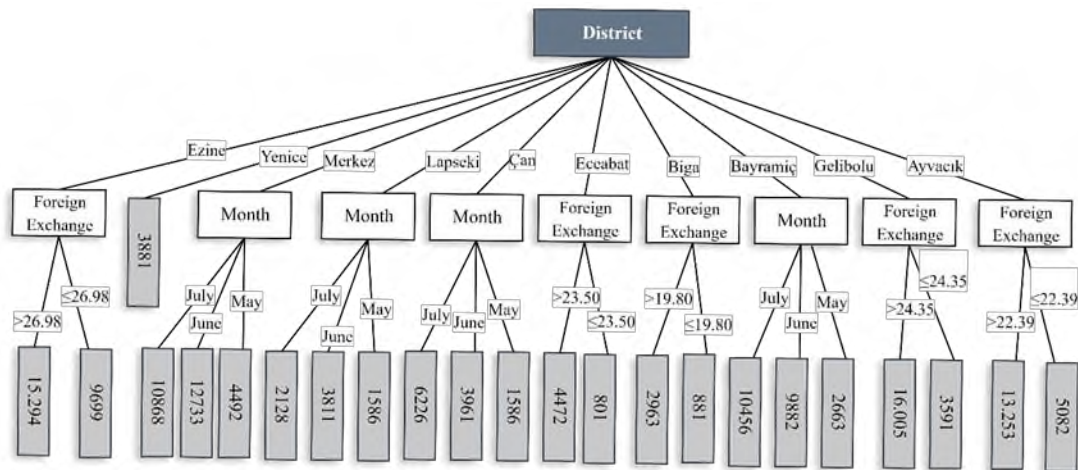 District
Ezine
Yenice
Merkez
Lapseki
Çan
Eceabat
Biga
Bayramiç
Gelibolu
Ayvacık
Foreign
Exchange
3881
Month
Month
Month
Foreign
Exchange
Foreign
Exchange
Month
Foreign
Exchange
Foreign
Exchange
>26.98
≤26.98
July
June
May
July
June
May
July
June
May
>23.50
≤23.50
>19.80
≤19.80
July
June
May
>24.35
≤24.35
>22.39
≤22.39
15.294
9699
10868
12733
4492
2128
3811
1586
6226
3961
1586
4472
801
2963
881
10456
9882
2663
16.005
3591
13.253
5082